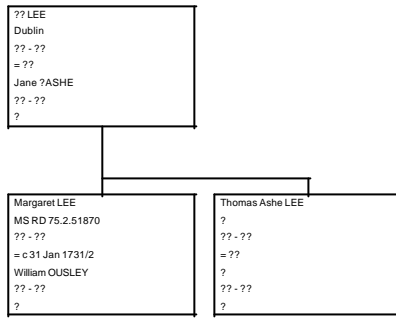 ?? LEE
Dublin
?? - ??
= ??
Jane ?ASHE
?? - ??
?
Margaret LEE
MS RD 75.2.51870
?? - ??
= c 31 Jan 1731/2
William OUSLEY
?? - ??
?
Thomas Ashe LEE
?
?? - ??
= ??
?
?? - ??
?